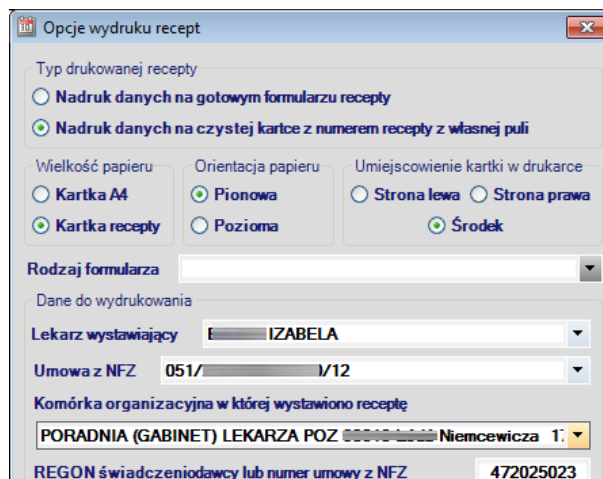 Opcje wydruku recept
Typ drukowanej recepty
Nadruk danych na gotowym formularzu recepty
Nadruk danych na czystej kartce z numerem recepty z własnej puli
Wielkość papieru Orientacja papieru Umiejscowienie kartki w drukarce
Kartka A4 Pionowa Strona lewa Strona prawa
Kartka recepty Pozioma Środek
Rodzaj formularza
Dane do wydrukowania
Lekarz wystawiający IZABELA
Umowa z NFZ 051/ /12
Komórka organizacyjna w której wystawiono receptę
PORADNIA (GABINET) LEKARZA POZ Niemcewicza
REGON świadczeniodawcy lub numer umowy z NFZ 472025023